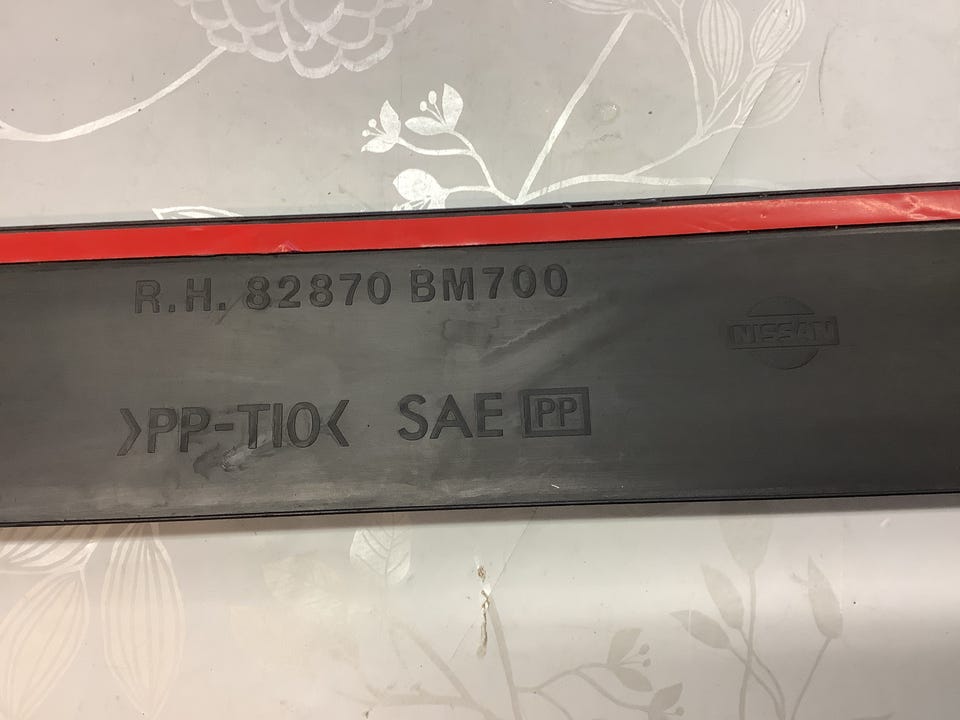 R.H. 82870 BM700
NISSAN
>PP-T10< SAE PP